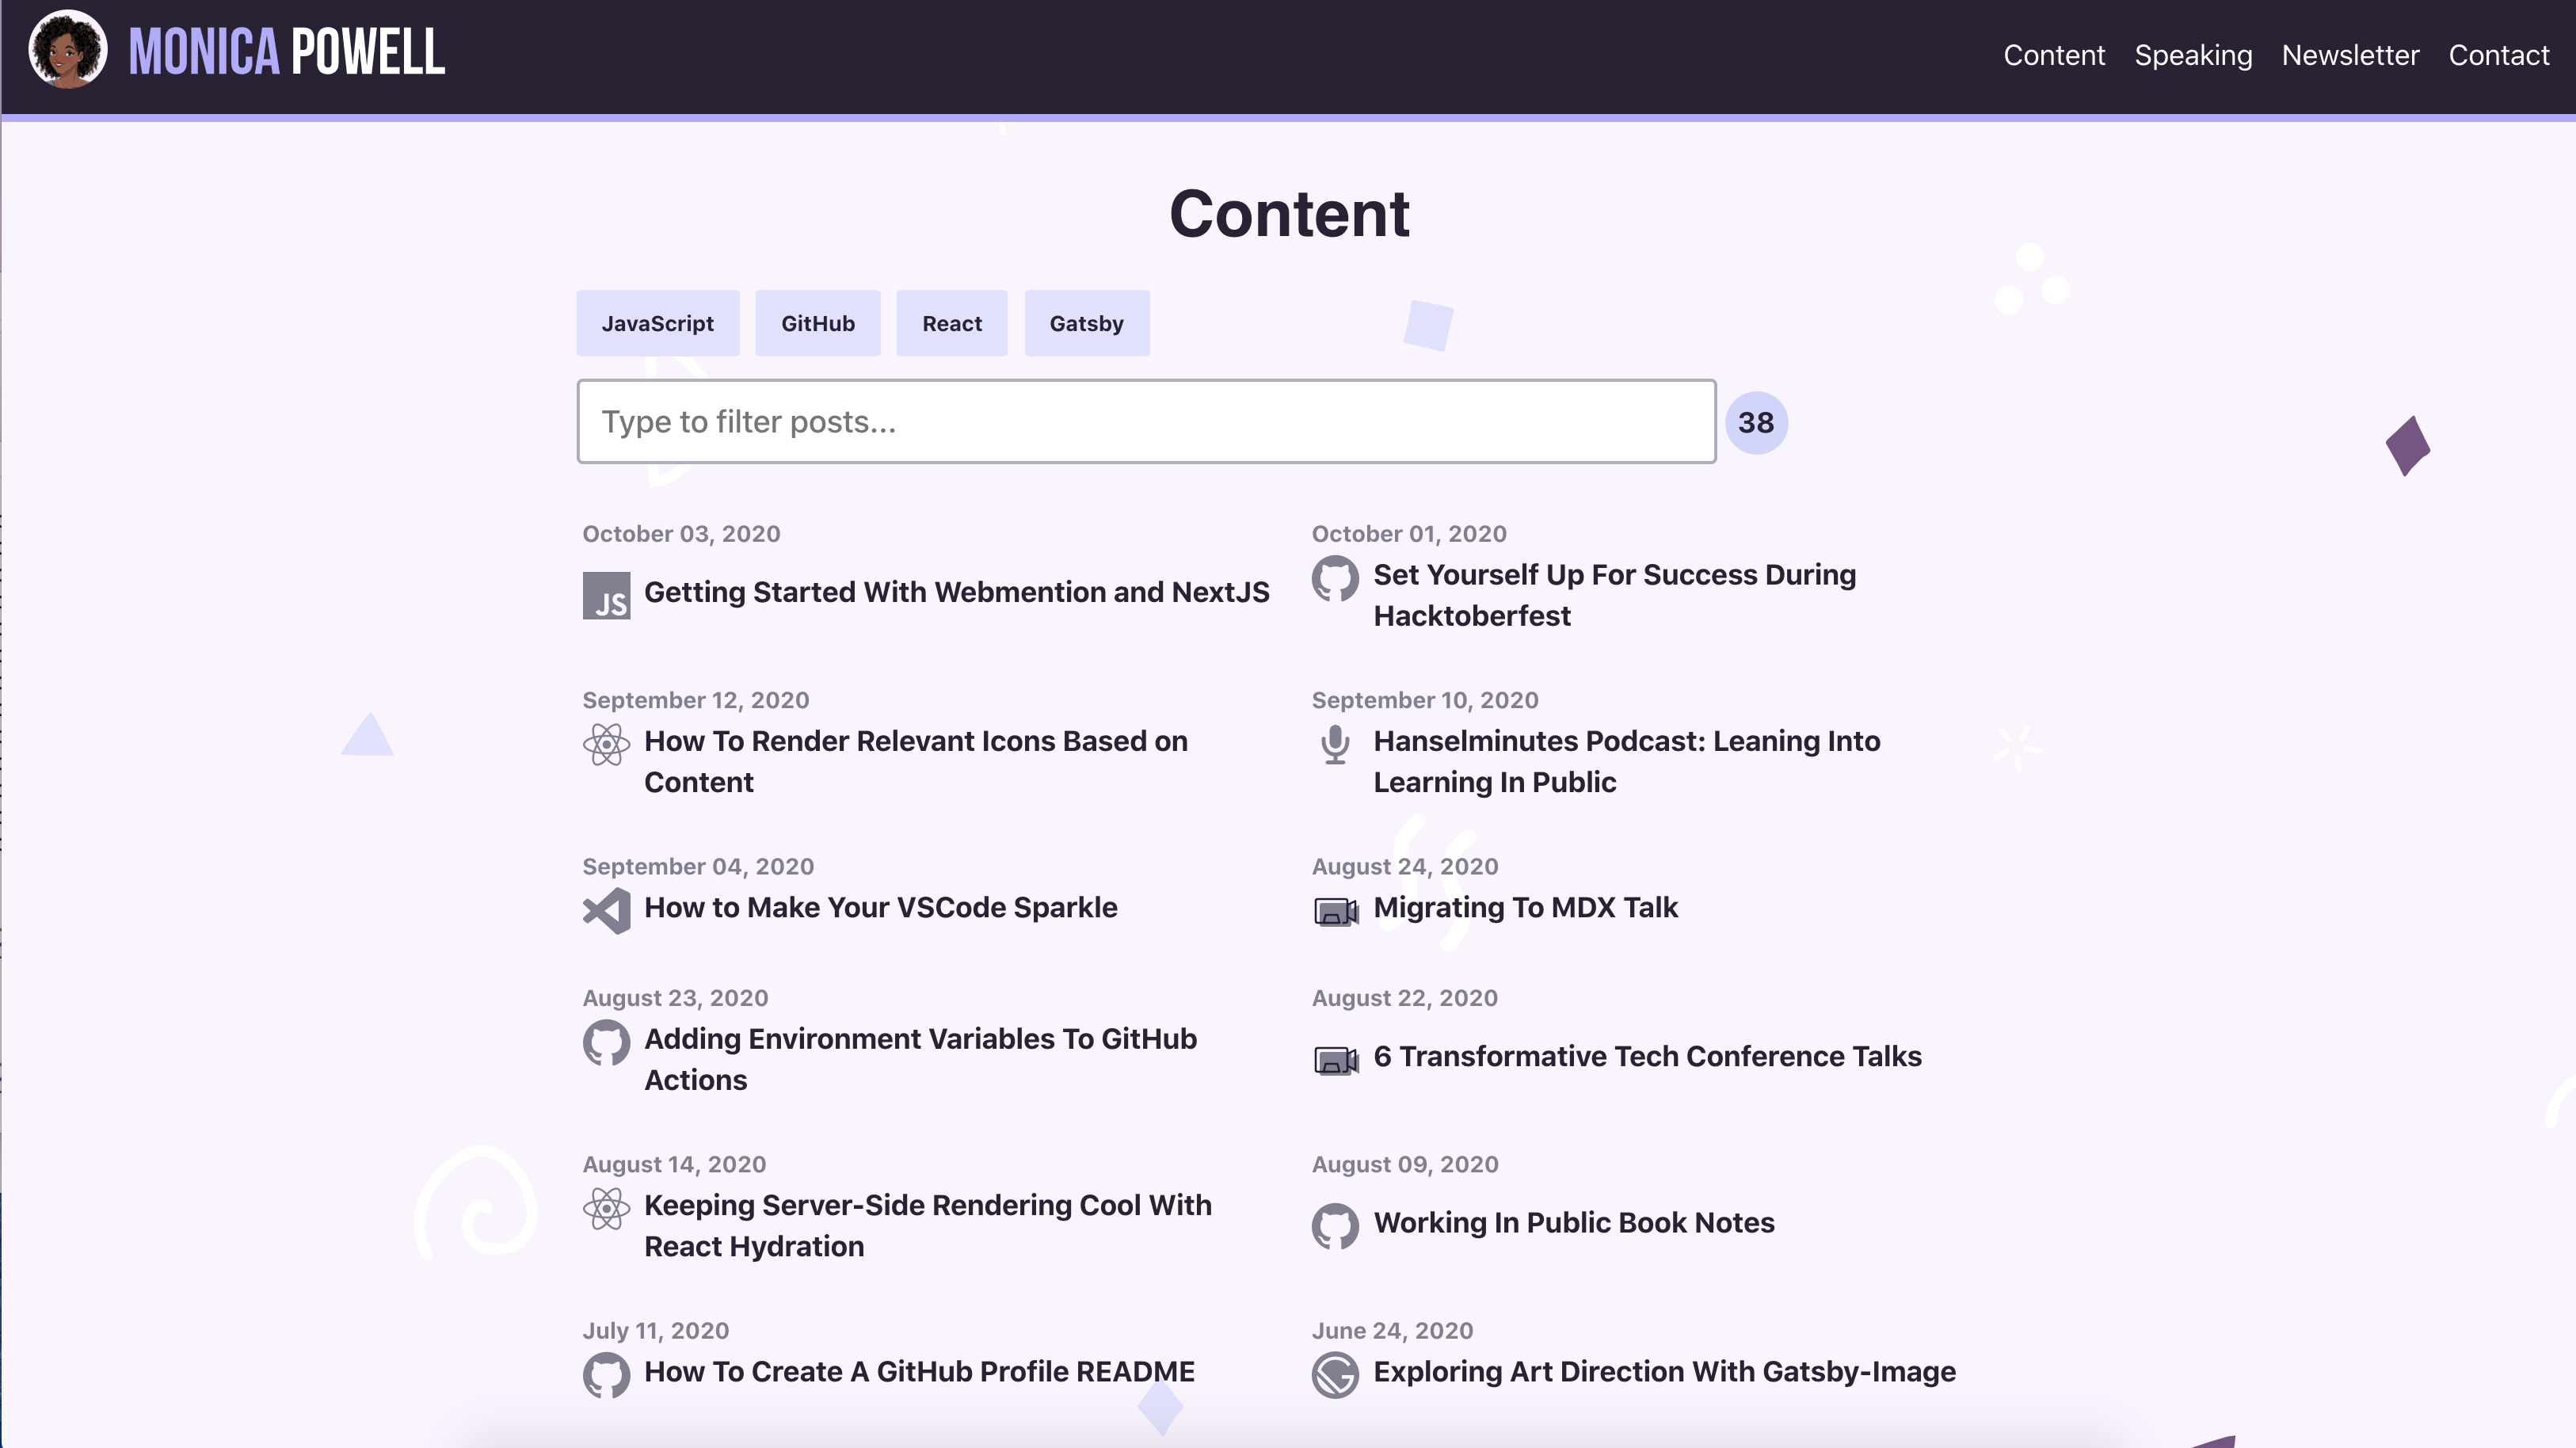 MONICA POWELL
Content Speaking Newsletter Contact
Content
JavaScript GitHub React Gatsby
Type to filter posts...
38
October 03, 2020
JS Getting Started With Webmention and NextJS
October 01, 2020
Set Yourself Up For Success During
Hacktoberfest
September 12, 2020
How To Render Relevant Icons Based on
Content
September 10, 2020
Hanselminutes Podcast: Leaning Into
Learning In Public
September 04, 2020
How to Make Your VSCode Sparkle
August 24, 2020
Migrating To MDX Talk
August 23, 2020
Adding Environment Variables To GitHub
Actions
August 22, 2020
6 Transformative Tech Conference Talks
August 14, 2020
Keeping Server-Side Rendering Cool With
React Hydration
August 09, 2020
Working In Public Book Notes
July 11, 2020
How To Create A GitHub Profile README
June 24, 2020
Exploring Art Direction With Gatsby-Image